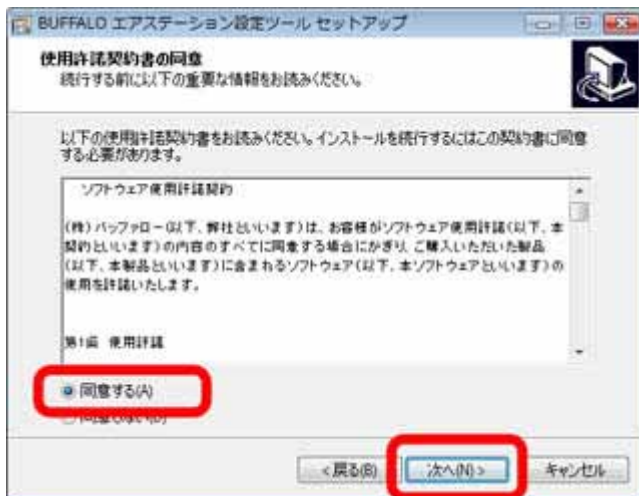 BUFFALO エアステーション設定ツール セットアップ
使用許諾契約書の同意
続行する前に以下の重要な情報をお読みください。
以下の使用許諾契約書をお読みください。インストールを続行するにはこの契約書に同意
する必要があります。
ソフトウェア使用許諾契約
(株)バッファロー(以下、弊社といいます)は、お客様がソフトウェア使用許諾(以下、本
契約といいます)の内容のすべてに同意する場合にかぎり、ご購入いただいた製品
(以下、本製品といいます)に含まれるソフトウェア(以下、本ソフトウェアといいます)の
使用を許諾いたします。
第1条 使用許諾
同意する(A)
同意しない(D)
<戻る(B)
次へ(N)>
キャンセル